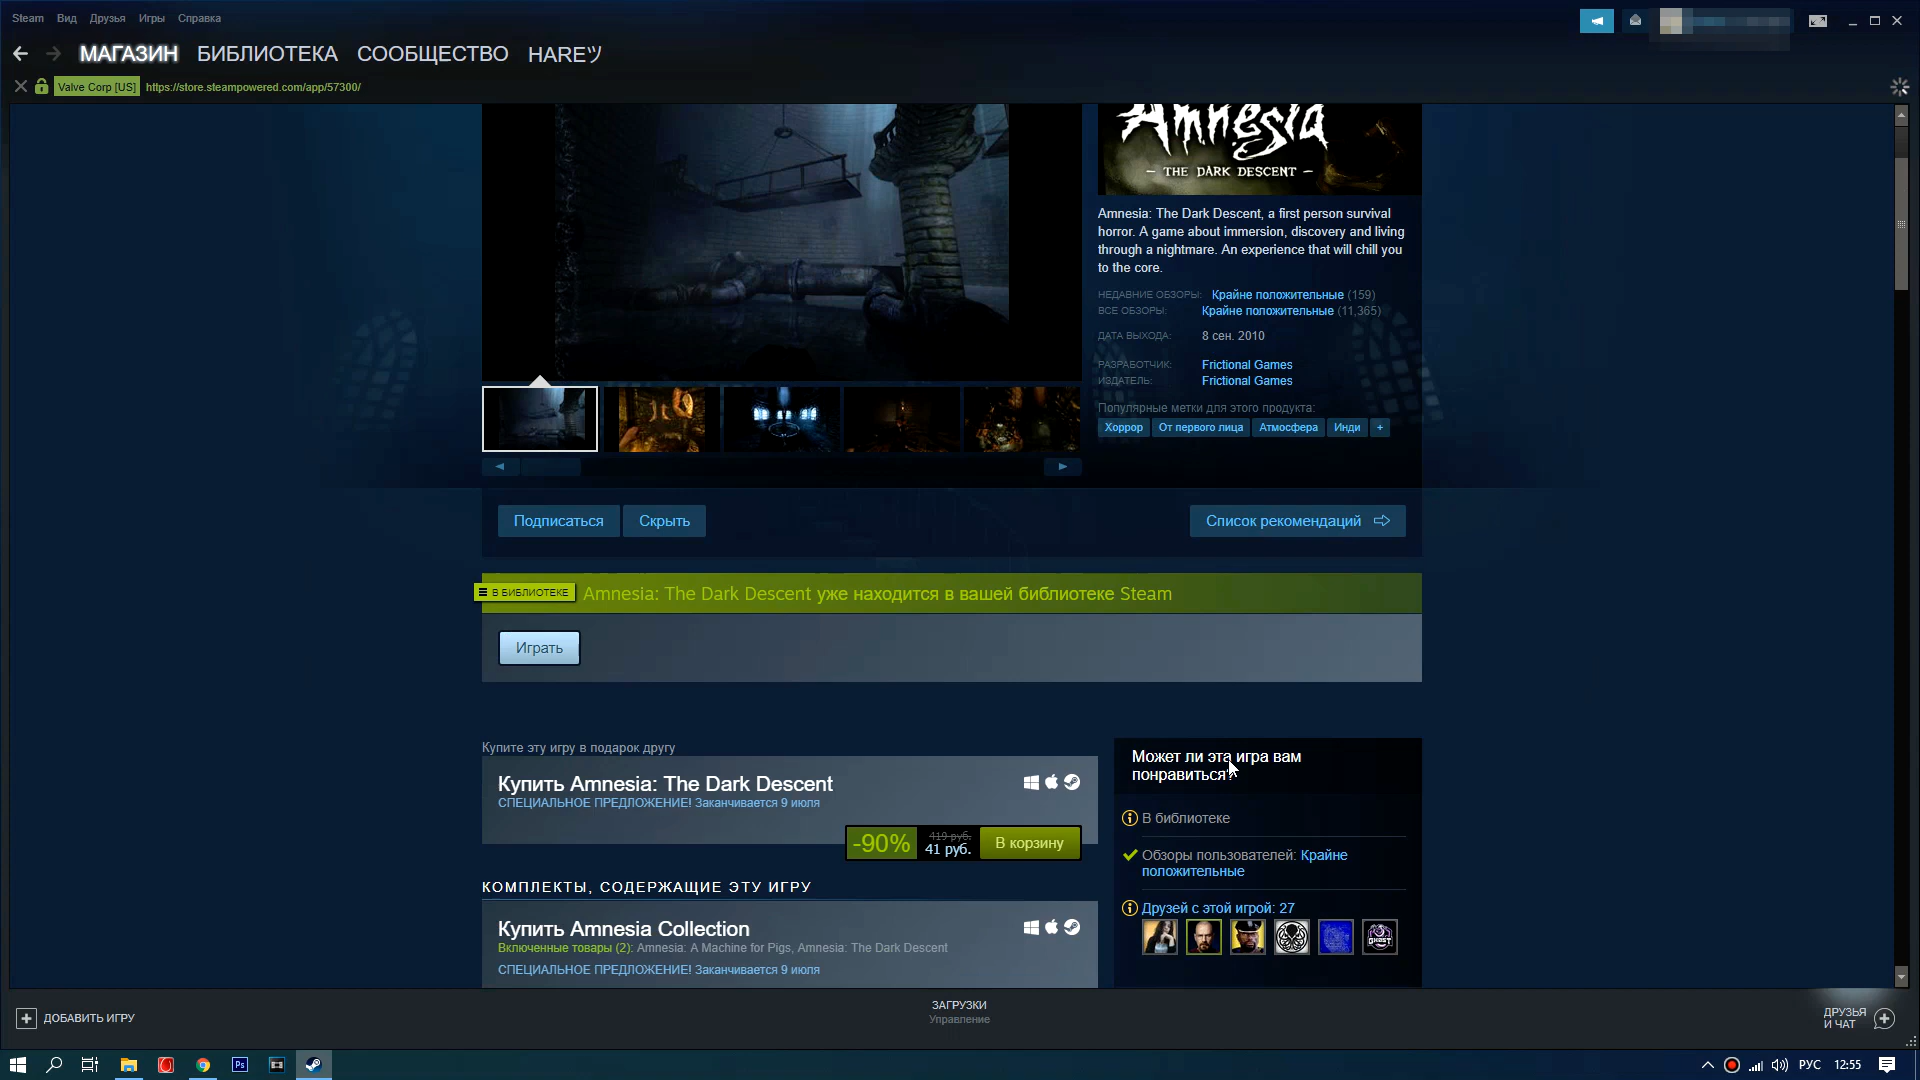 Steam Вид Друзья Игры Справка
МАГАЗИН БИБЛИОТЕКА СООБЩЕСТВО HAREツ
Valve Corp [US] https://store.steampowered.com/app/57300/
Amnesia
— THE DARK DESCENT —
Amnesia: The Dark Descent, a first person survival
horror. A game about immersion, discovery and living
through a nightmare. An experience that will chill you
to the core.
НЕДАВНИЕ ОБЗОРЫ: Крайне положительные (159)
ВСЕ ОБЗОРЫ: Крайне положительные (11,365)
ДАТА ВЫХОДА: 8 сен. 2010
РАЗРАБОТЧИК: Frictional Games
ИЗДАТЕЛЬ: Frictional Games
Популярные метки для этого продукта:
Хоррор От первого лица Атмосфера Инди +
Подписаться Скрыть Список рекомендаций
В БИБЛИОТЕКЕ Amnesia: The Dark Descent уже находится в вашей библиотеке Steam
Играть
Купите эту игру в подарок другу
Купить Amnesia: The Dark Descent
СПЕЦИАЛЬНОЕ ПРЕДЛОЖЕНИЕ! Заканчивается 9 июля
-90% 419 руб. 41 руб. В корзину
КОМПЛЕКТЫ, СОДЕРЖАЩИЕ ЭТУ ИГРУ
Купить Amnesia Collection
Включенные товары (2): Amnesia: A Machine for Pigs, Amnesia: The Dark Descent
СПЕЦИАЛЬНОЕ ПРЕДЛОЖЕНИЕ! Заканчивается 9 июля
Может ли эта игра вам
понравиться?
В библиотеке
Обзоры пользователей: Крайне
положительные
Друзей с этой игрой: 27
GHOST
ДОБАВИТЬ ИГРУ
ЗАГРУЗКИ
Управление
ДРУЗЬЯ
И ЧАТ
Ps
РУС 12:55